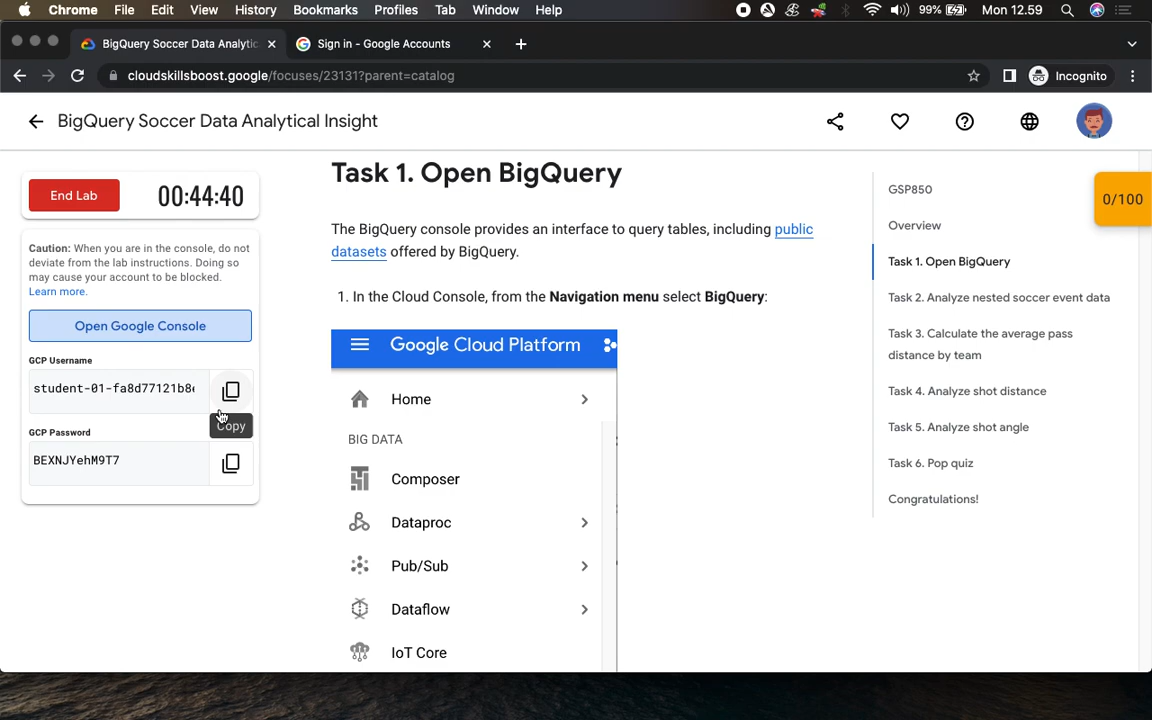 Chrome File Edit View History Bookmarks Profiles Tab Window Help 99% Mon 12.59
BigQuery Soccer Data Analytic Sign in - Google Accounts
cloudskillsboost.google/focuses/23131?parent=catalog Incognito
BigQuery Soccer Data Analytical Insight
End Lab 00:44:40
Caution: When you are in the console, do not
deviate from the lab instructions. Doing so
may cause your account to be blocked.
Learn more.
Open Google Console
GCP Username
student-01-fa8d77121b8e
Copy
GCP Password
BEXNJYehM9T7
Task 1. Open BigQuery
The BigQuery console provides an interface to query tables, including public
datasets offered by BigQuery.
1. In the Cloud Console, from the Navigation menu select BigQuery:
Google Cloud Platform
Home
BIG DATA
Composer
Dataproc
Pub/Sub
Dataflow
IoT Core
0/100
GSP850
Overview
Task 1. Open BigQuery
Task 2. Analyze nested soccer event data
Task 3. Calculate the average pass
distance by team
Task 4. Analyze shot distance
Task 5. Analyze shot angle
Task 6. Pop quiz
Congratulations!